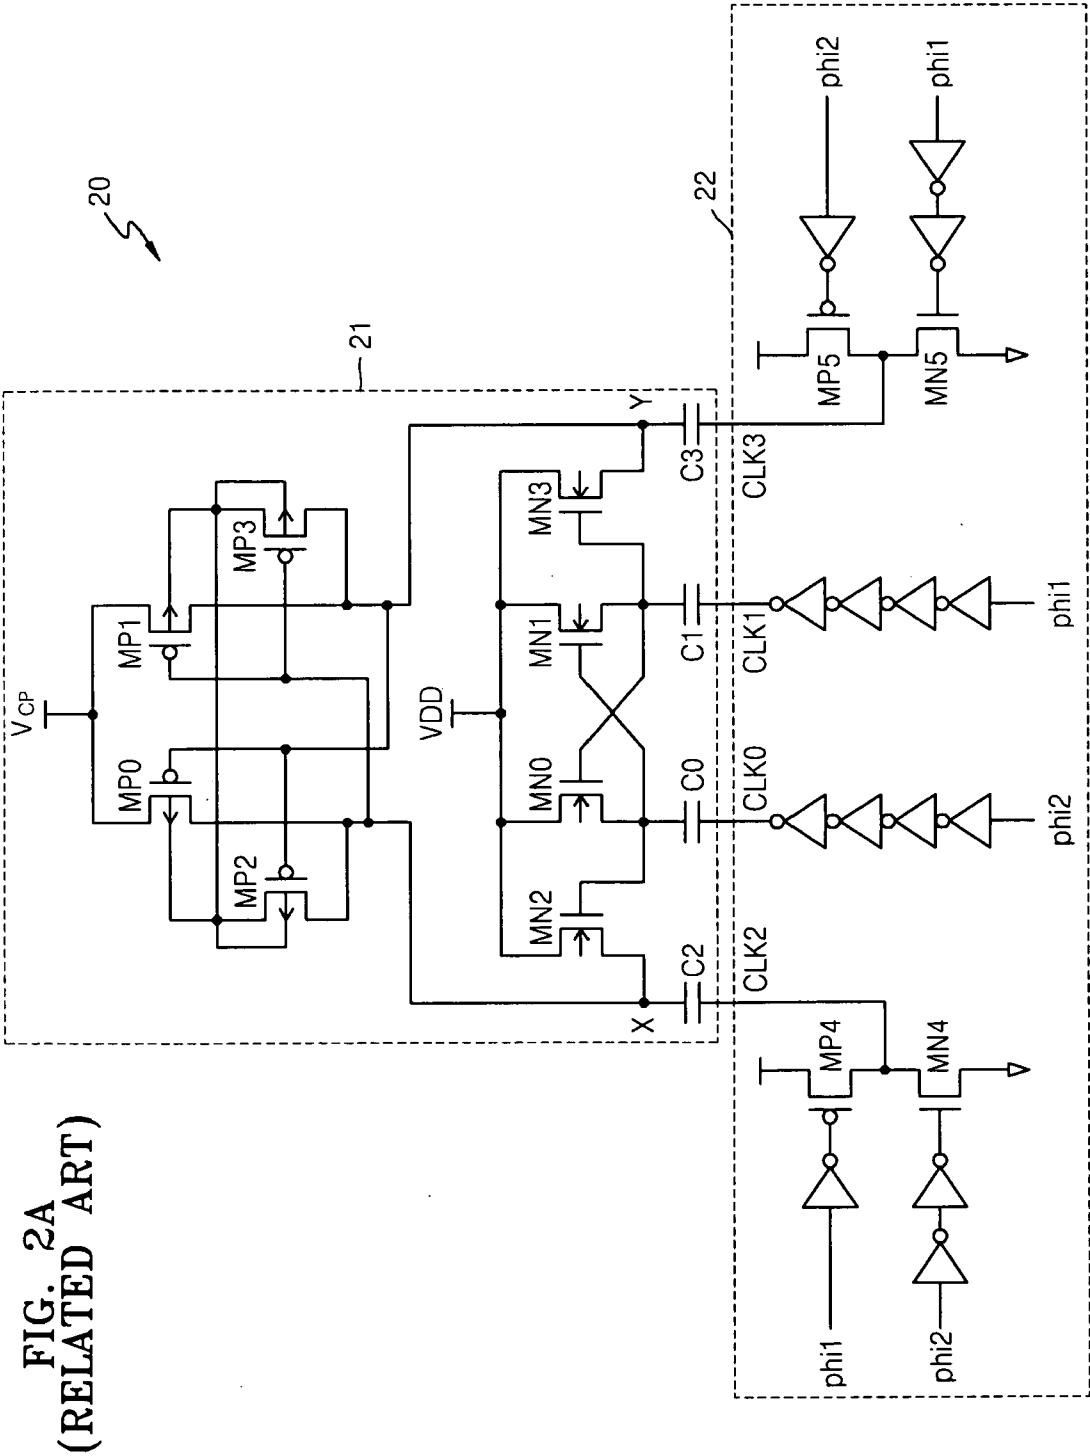 FIG. 2A
(RELATED ART)
20
21
22
VCP
MP0
MP1
MP2
MP3
VDD
MN2
MN0
MN1
MN3
X
Y
C2
C0
C1
C3
CLK2
CLK0
CLK1
CLK3
MP4
MN4
MP5
MN5
phi1
phi2
phi2
phi1
phi2
phi1